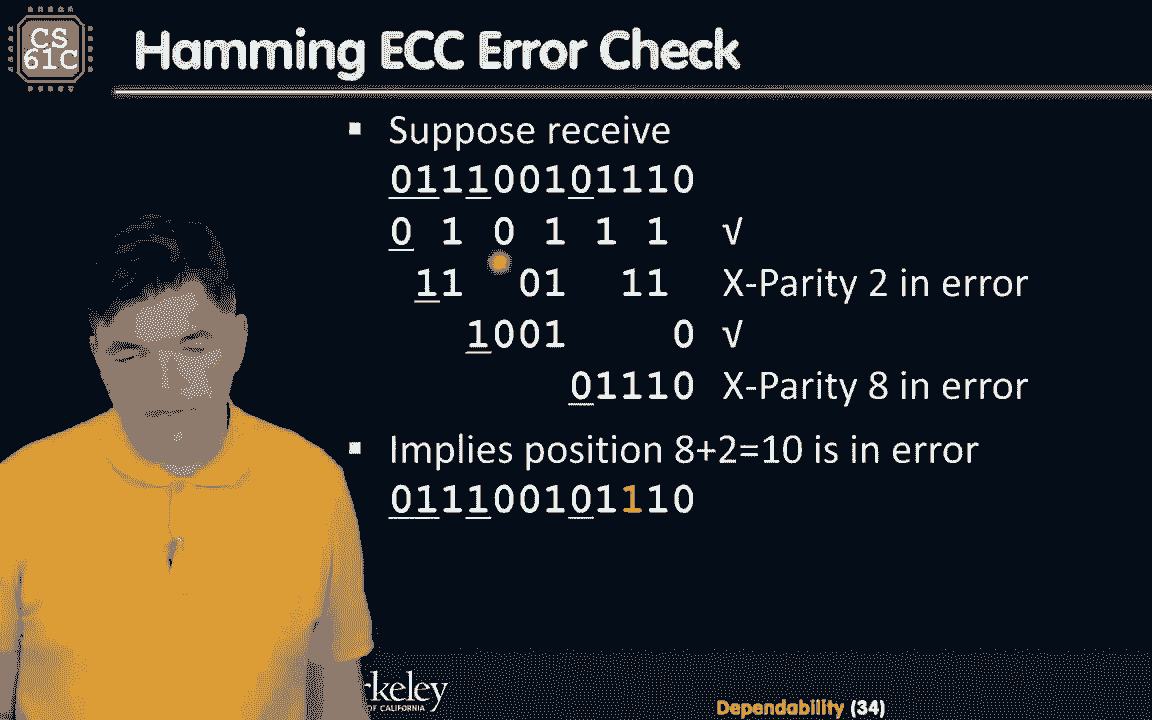 CS
61C
Hamming ECC Error Check
Suppose receive
011100101110
0 1 0 1 1 1 √
11 01 11 X-Parity 2 in error
1001 0 √
01110 X-Parity 8 in error
Implies position 8+2=10 is in error
011100101110
rkeley
OF CALIFORNIA
Dependability (34)